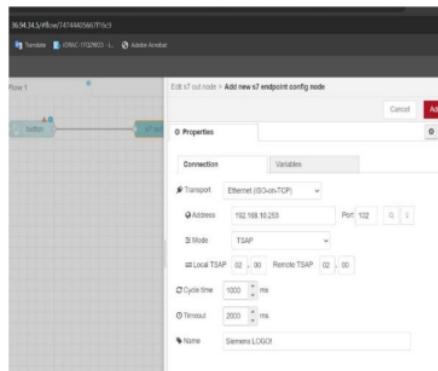 Translate
Adobe Acrobat
Flow 1
Edit s7 out node > Add new s7 endpoint config node
button
s7 out
Cancel
Properties
Connection
Variables
Transport Ethernet (ISO-on-TCP)
Address 192.168.10.253 Port 102
Mode TSAP
Local TSAP 02 . 00 Remote TSAP 02 . 00
Cycle time 1000 ms
Timeout 2000 ms
Name Siemens LOGO!